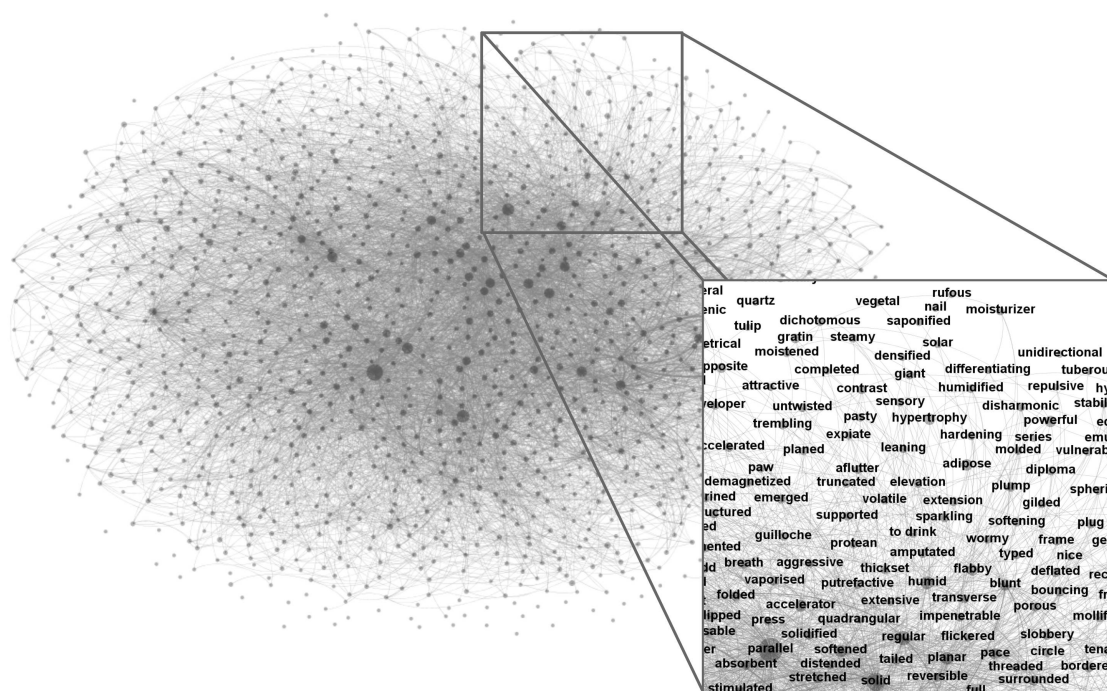 rufous
quartz vegetal
nail
moisturizer
dichotomous saponified
tulip
gratin steamy
solar
moistened densified unidirectional
completed giant differentiating
attractive contrast humidified repulsive
untwisted sensory disharmonic
pasty hypertrophy powerful
trembling
expiate hardening series
planed leaning molded
paw aflutter adipose diploma
demagnetized truncated elevation plump
emerged volatile extension gilded
supported sparkling softening plug
guilloche protean to drink wormy frame
amputated typed nice
breath aggressive thickset flabby deflated
vaporised putrefactive humid blunt bouncing
folded accelerator extensive transverse porous
press quadrangular impenetrable
solidified regular flickered slobbery
parallel softened tailed planar pace circle
absorbent distended threaded
stretched solid reversible surrounded
stimulated full